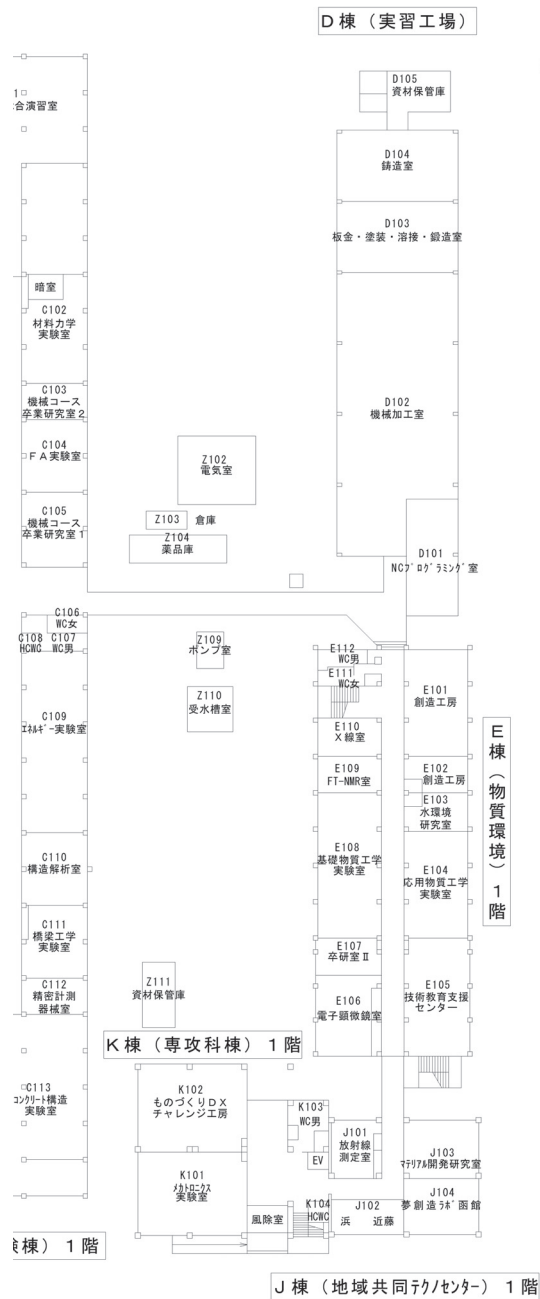 D棟（実習工場）
D105
資材保管庫
1
合演習室
D104
鋳造室
D103
板金・塗装・溶接・鍛造室
暗室
C102
材料力学
実験室
C103
機械コース
卒業研究室2
D102
機械加工室
C104
FA実験室
Z102
電気室
C105
機械コース
卒業研究室1
Z103 倉庫
Z104
薬品庫
D101
NCプログラミング室
C106
WC女
C108
HCWC
C107
WC男
Z109
ポンプ室
E112
WC男
E111
WC女
E101
創造工房
Z110
受水槽室
C109
エネルギー実験室
E110
X線室
E棟（物質環境）1階
E109
FT-NMR室
E102
創造工房
E103
水環境
研究室
E108
基礎物質工学
実験室
C110
構造解析室
E104
応用物質工学
実験室
C111
橋梁工学
実験室
E107
卒研室Ⅱ
C112
精密計測
器械室
Z111
資材保管庫
E106
電子顕微鏡室
E105
技術教育支援
センター
K棟（専攻科棟）1階
C113
コンクリート構造
実験室
K102
ものづくりDX
チャレンジ工房
K103
WC男
J101
放射線
測定室
EV
J103
マテリアル開発研究室
K101
メカトロニクス
実験室
風除室
K104
HCWC
J102
浜 近藤
J104
夢創造ラボ函館
棟）1階
J棟（地域共同テクノセンター）1階